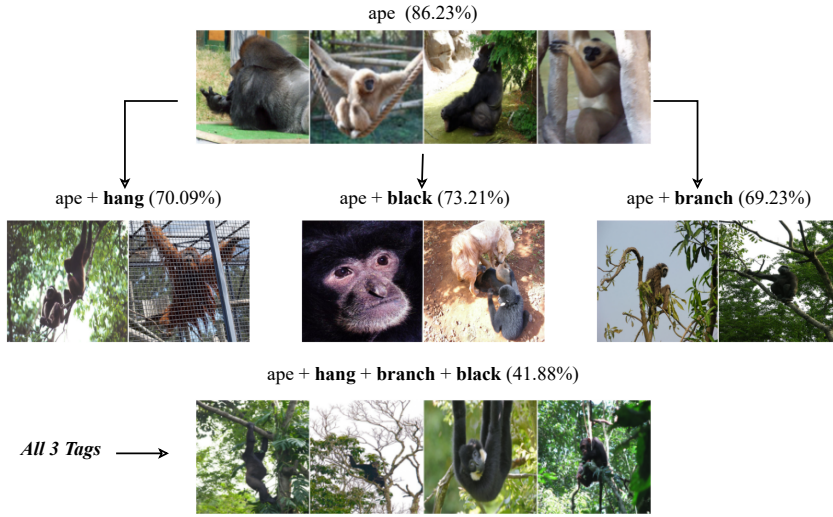 ape (86.23%)
ape + hang (70.09%)
ape + black (73.21%)
ape + branch (69.23%)
ape + hang + branch + black (41.88%)
All 3 Tags